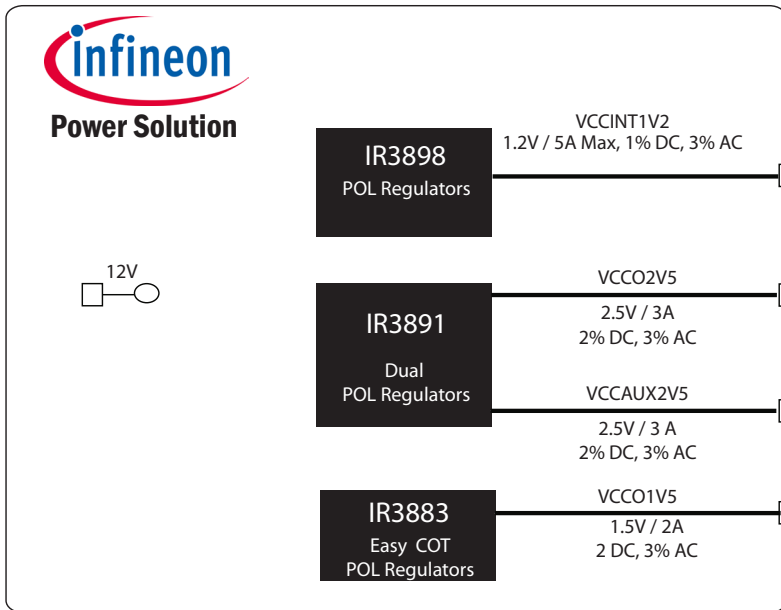 infineon
Power Solution
VCCINT1V2
1.2V / 5A Max, 1% DC, 3% AC
IR3898
POL Regulators
12V
VCCO2V5
2.5V / 3A
2% DC, 3% AC
IR3891
Dual
POL Regulators
VCCAUX2V5
2.5V / 3 A
2% DC, 3% AC
VCCO1V5
1.5V / 2A
2 DC, 3% AC
IR3883
Easy COT
POL Regulators